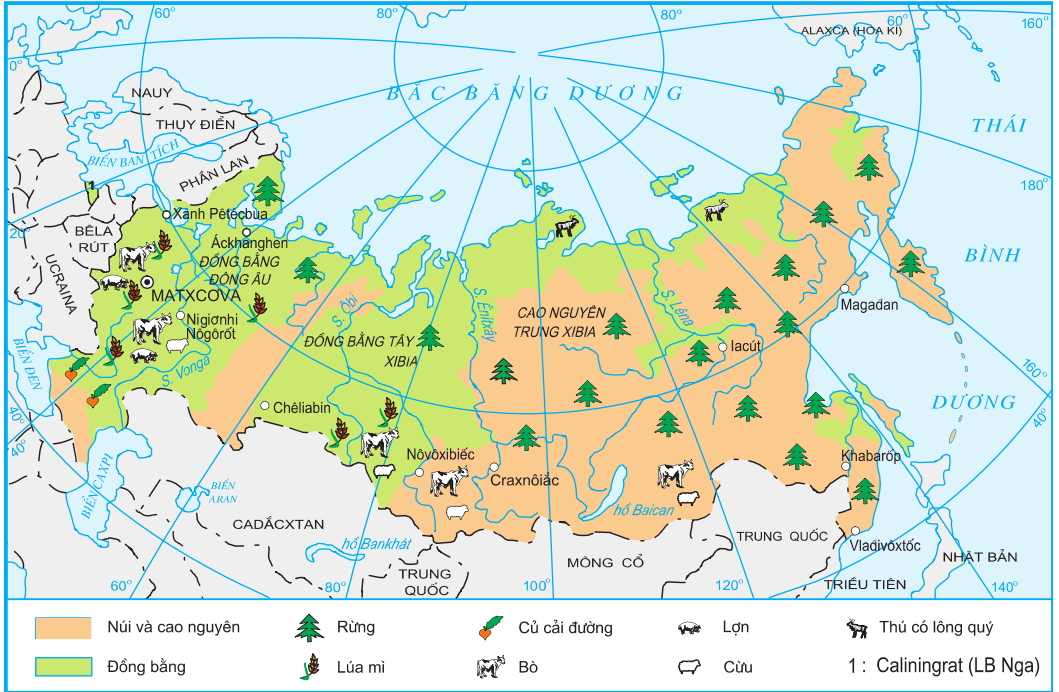 60°
80°
80°
60°
160°
ALAXCA (HOA KÌ)
0°
NAUY
BẮC BĂNG DƯƠNG
THÁI
THỤY ĐIỂN
BIỂN BAN TÍCH
PHẦN LAN
180°
1
Xanh Pêtécbua
20
BÊLA
RÚT
Áckhanghen
ĐỒNG BẰNG
ĐÔNG ÂU
BÌNH
UCRAINA
MATXCƠVA
S. Ôbi
S. Ênitxây
S. Lêna
CAO NGUYÊN
TRUNG XIBIA
Magađan
Nigiơnhi
Nôgôrốt
ĐỒNG BẰNG TÂY
XIBIA
Iacút
BIỂN ĐEN
S. Vonga
160°
DƯƠNG
40°
40°
40°
Chêliabin
Nôvôxibiếc
Khabarốp
Craxnôiắc
BIỂN CAXPI
BIỂN
ARAN
hồ Baican
CADẮCXTAN
hồ Bankhát
TRUNG QUỐC
Vlađivôxtốc
NHẬT BẢN
MÔNG CỔ
TRUNG
QUỐC
TRIỀU TIÊN
60°
80°
100°
120°
140°
Núi và cao nguyên
Rừng
Củ cải đường
Lợn
Thú có lông quý
Đồng bằng
Lúa mì
Bò
Cừu
1 : Caliningrat (LB Nga)